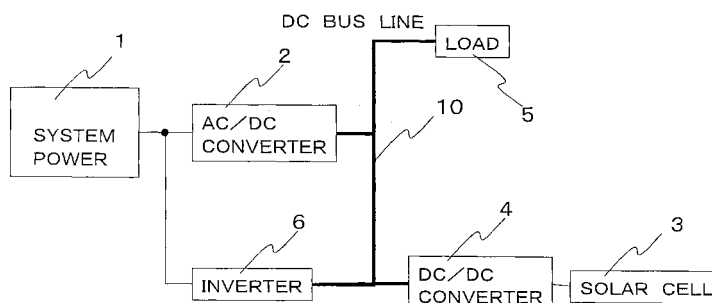 DC BUS LINE
1
2
LOAD
5
SYSTEM
POWER
AC/DC
CONVERTER
10
6
INVERTER
4
DC/DC
CONVERTER
3
SOLAR CELL